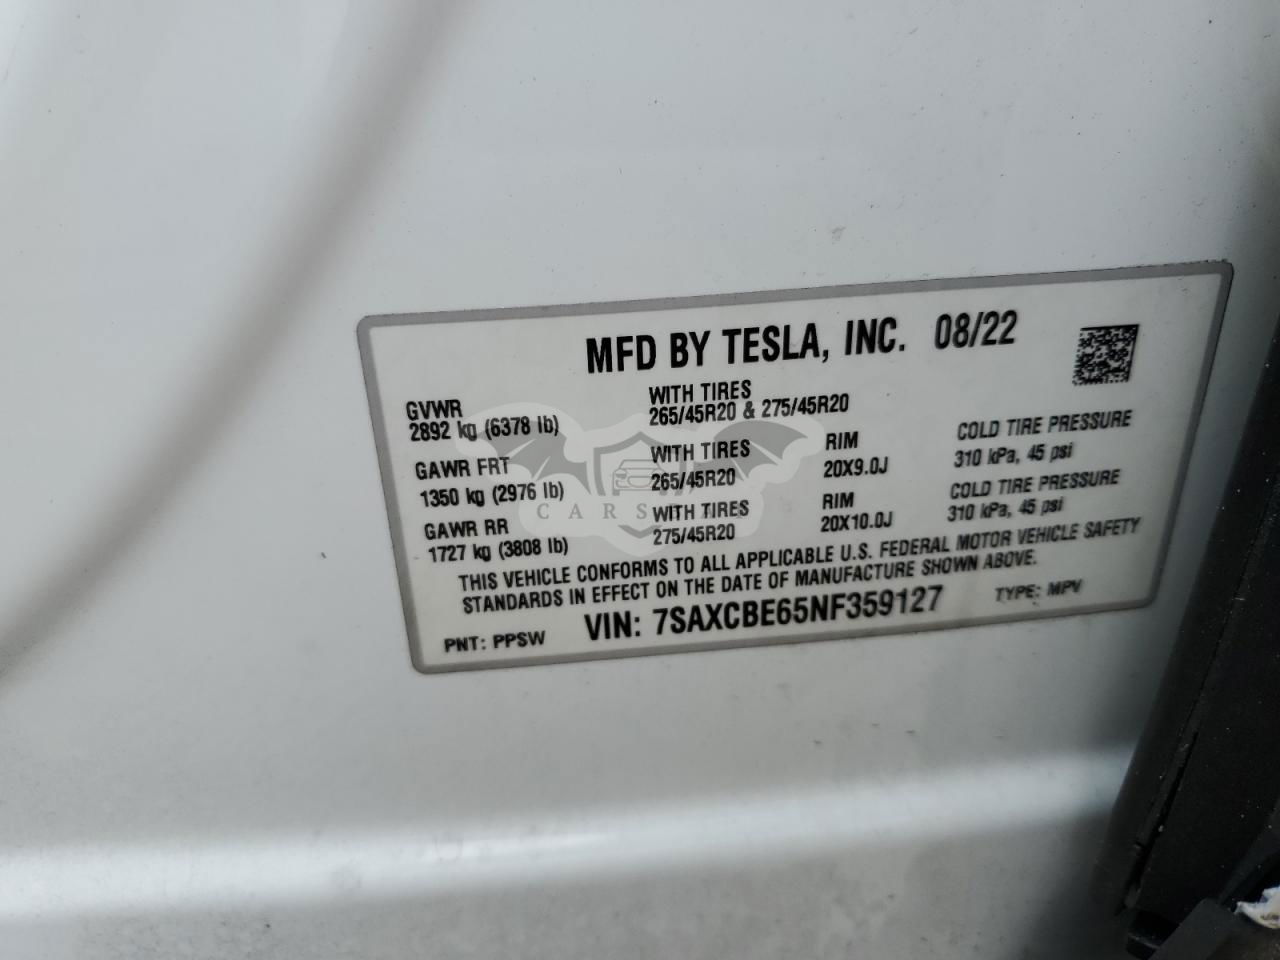 MFD BY TESLA, INC. 08/22
GVWR
2892 kg (6378 lb)
WITH TIRES
265/45R20 & 275/45R20
GAWR FRT
1350 kg (2976 lb)
WITH TIRES
265/45R20
RIM
20X9.0J
COLD TIRE PRESSURE
310 kPa, 45 psi
GAWR RR
1727 kg (3808 lb)
WITH TIRES
275/45R20
RIM
20X10.0J
COLD TIRE PRESSURE
310 kPa, 45 psi
THIS VEHICLE CONFORMS TO ALL APPLICABLE U.S. FEDERAL MOTOR VEHICLE SAFETY
STANDARDS IN EFFECT ON THE DATE OF MANUFACTURE SHOWN ABOVE.
PNT: PPSW VIN: 7SAXCBE65NF359127 TYPE: MPV